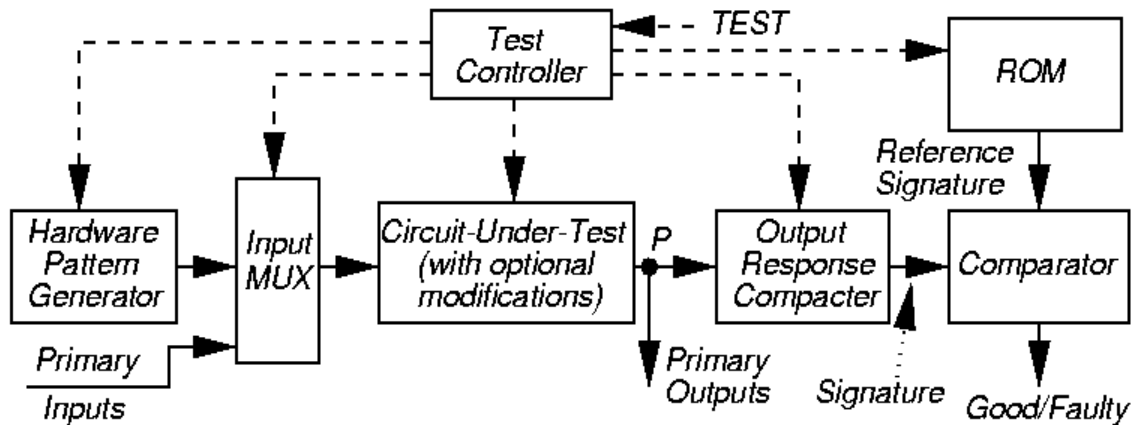 Test
Controller
TEST
ROM
Reference
Signature
Hardware
Pattern
Generator
Input
MUX
Circuit-Under-Test
(with optional
modifications)
P
Output
Response
Compacter
Comparator
Primary
Inputs
Primary
Outputs
Signature
Good/Faulty